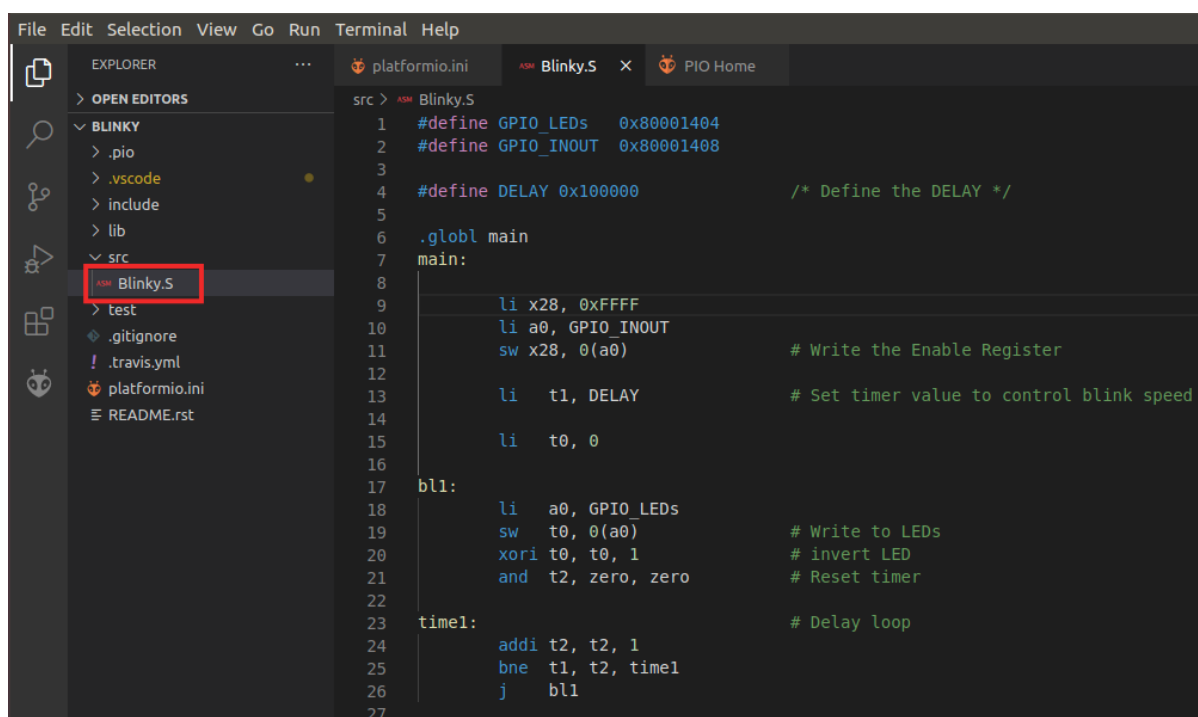 File Edit Selection View Go Run Terminal Help
EXPLORER ...
> OPEN EDITORS
BLINKY
> .pio
> .vscode
> include
> lib
src
ASM Blinky.S
> test
.gitignore
! .travis.yml
platformio.ini
README.rst
platformio.ini ASM Blinky.S × PIO Home
src > ASM Blinky.S
1 #define GPIO_LEDs 0x80001404
2 #define GPIO_INOUT 0x80001408
3
4 #define DELAY 0x100000 /* Define the DELAY */
5
6 .globl main
7 main:
8
9 li x28, 0xFFFF
10 li a0, GPIO_INOUT
11 sw x28, 0(a0) # Write the Enable Register
12
13 li t1, DELAY # Set timer value to control blink speed
14
15 li t0, 0
16
17 bl1:
18 li a0, GPIO_LEDs
19 sw t0, 0(a0) # Write to LEDs
20 xori t0, t0, 1 # invert LED
21 and t2, zero, zero # Reset timer
22
23 time1: # Delay loop
24 addi t2, t2, 1
25 bne t1, t2, time1
26 j bl1
27